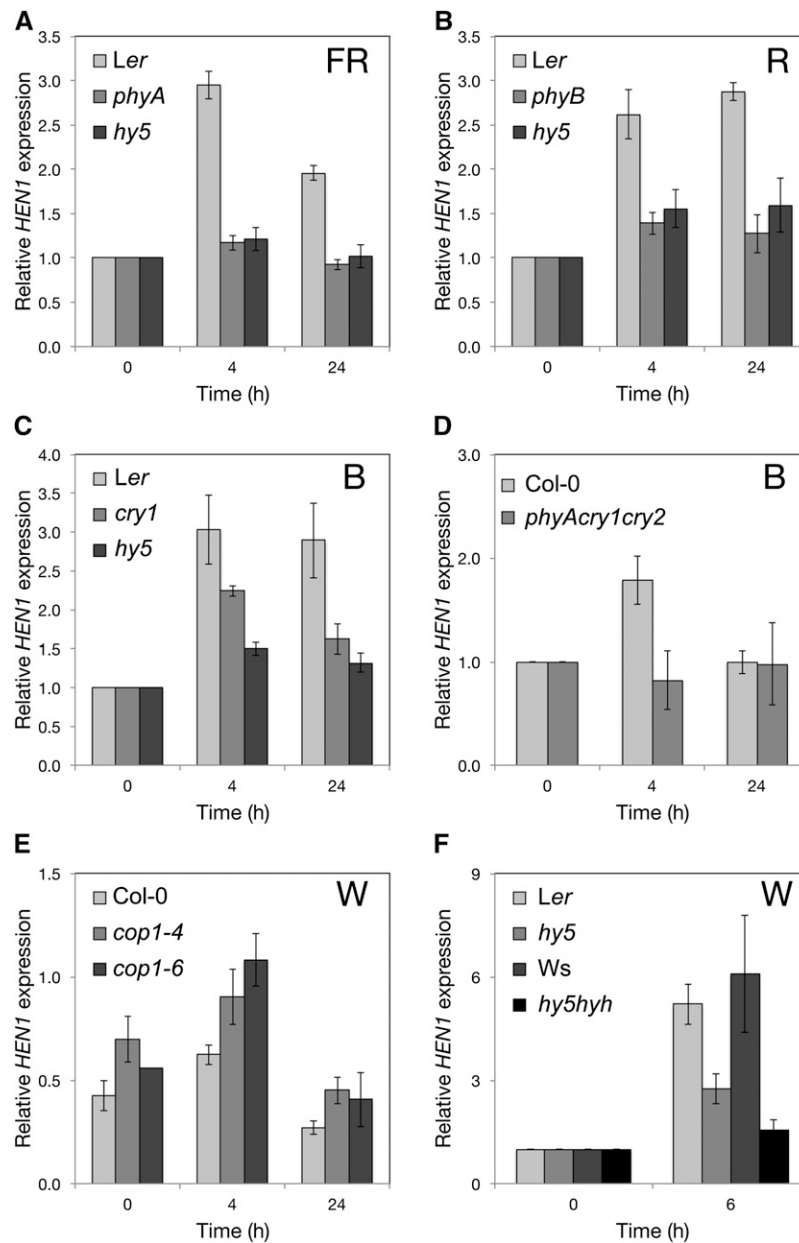 A
Relative HEN1 expression
3.5
3.0
2.5
2.0
1.5
1.0
0.5
0.0
Ler
phyA
hy5
FR
0 4 24
Time (h)
B
Relative HEN1 expression
3.5
3.0
2.5
2.0
1.5
1.0
0.5
0.0
Ler
phyB
hy5
R
0 4 24
Time (h)
C
Relative HEN1 expression
4.0
3.5
3.0
2.5
2.0
1.5
1.0
0.5
0.0
Ler
cry1
hy5
B
0 4 24
Time (h)
D
Relative HEN1 expression
3.0
2.0
1.0
0.0
Col-0
phyAcry1cry2
B
0 4 24
Time (h)
E
Relative HEN1 expression
1.5
1.0
0.5
0.0
Col-0
cop1-4
cop1-6
W
0 4 24
Time (h)
F
Relative HEN1 expression
9
6
3
0
Ler
hy5
Ws
hy5hyh
W
0 6
Time (h)